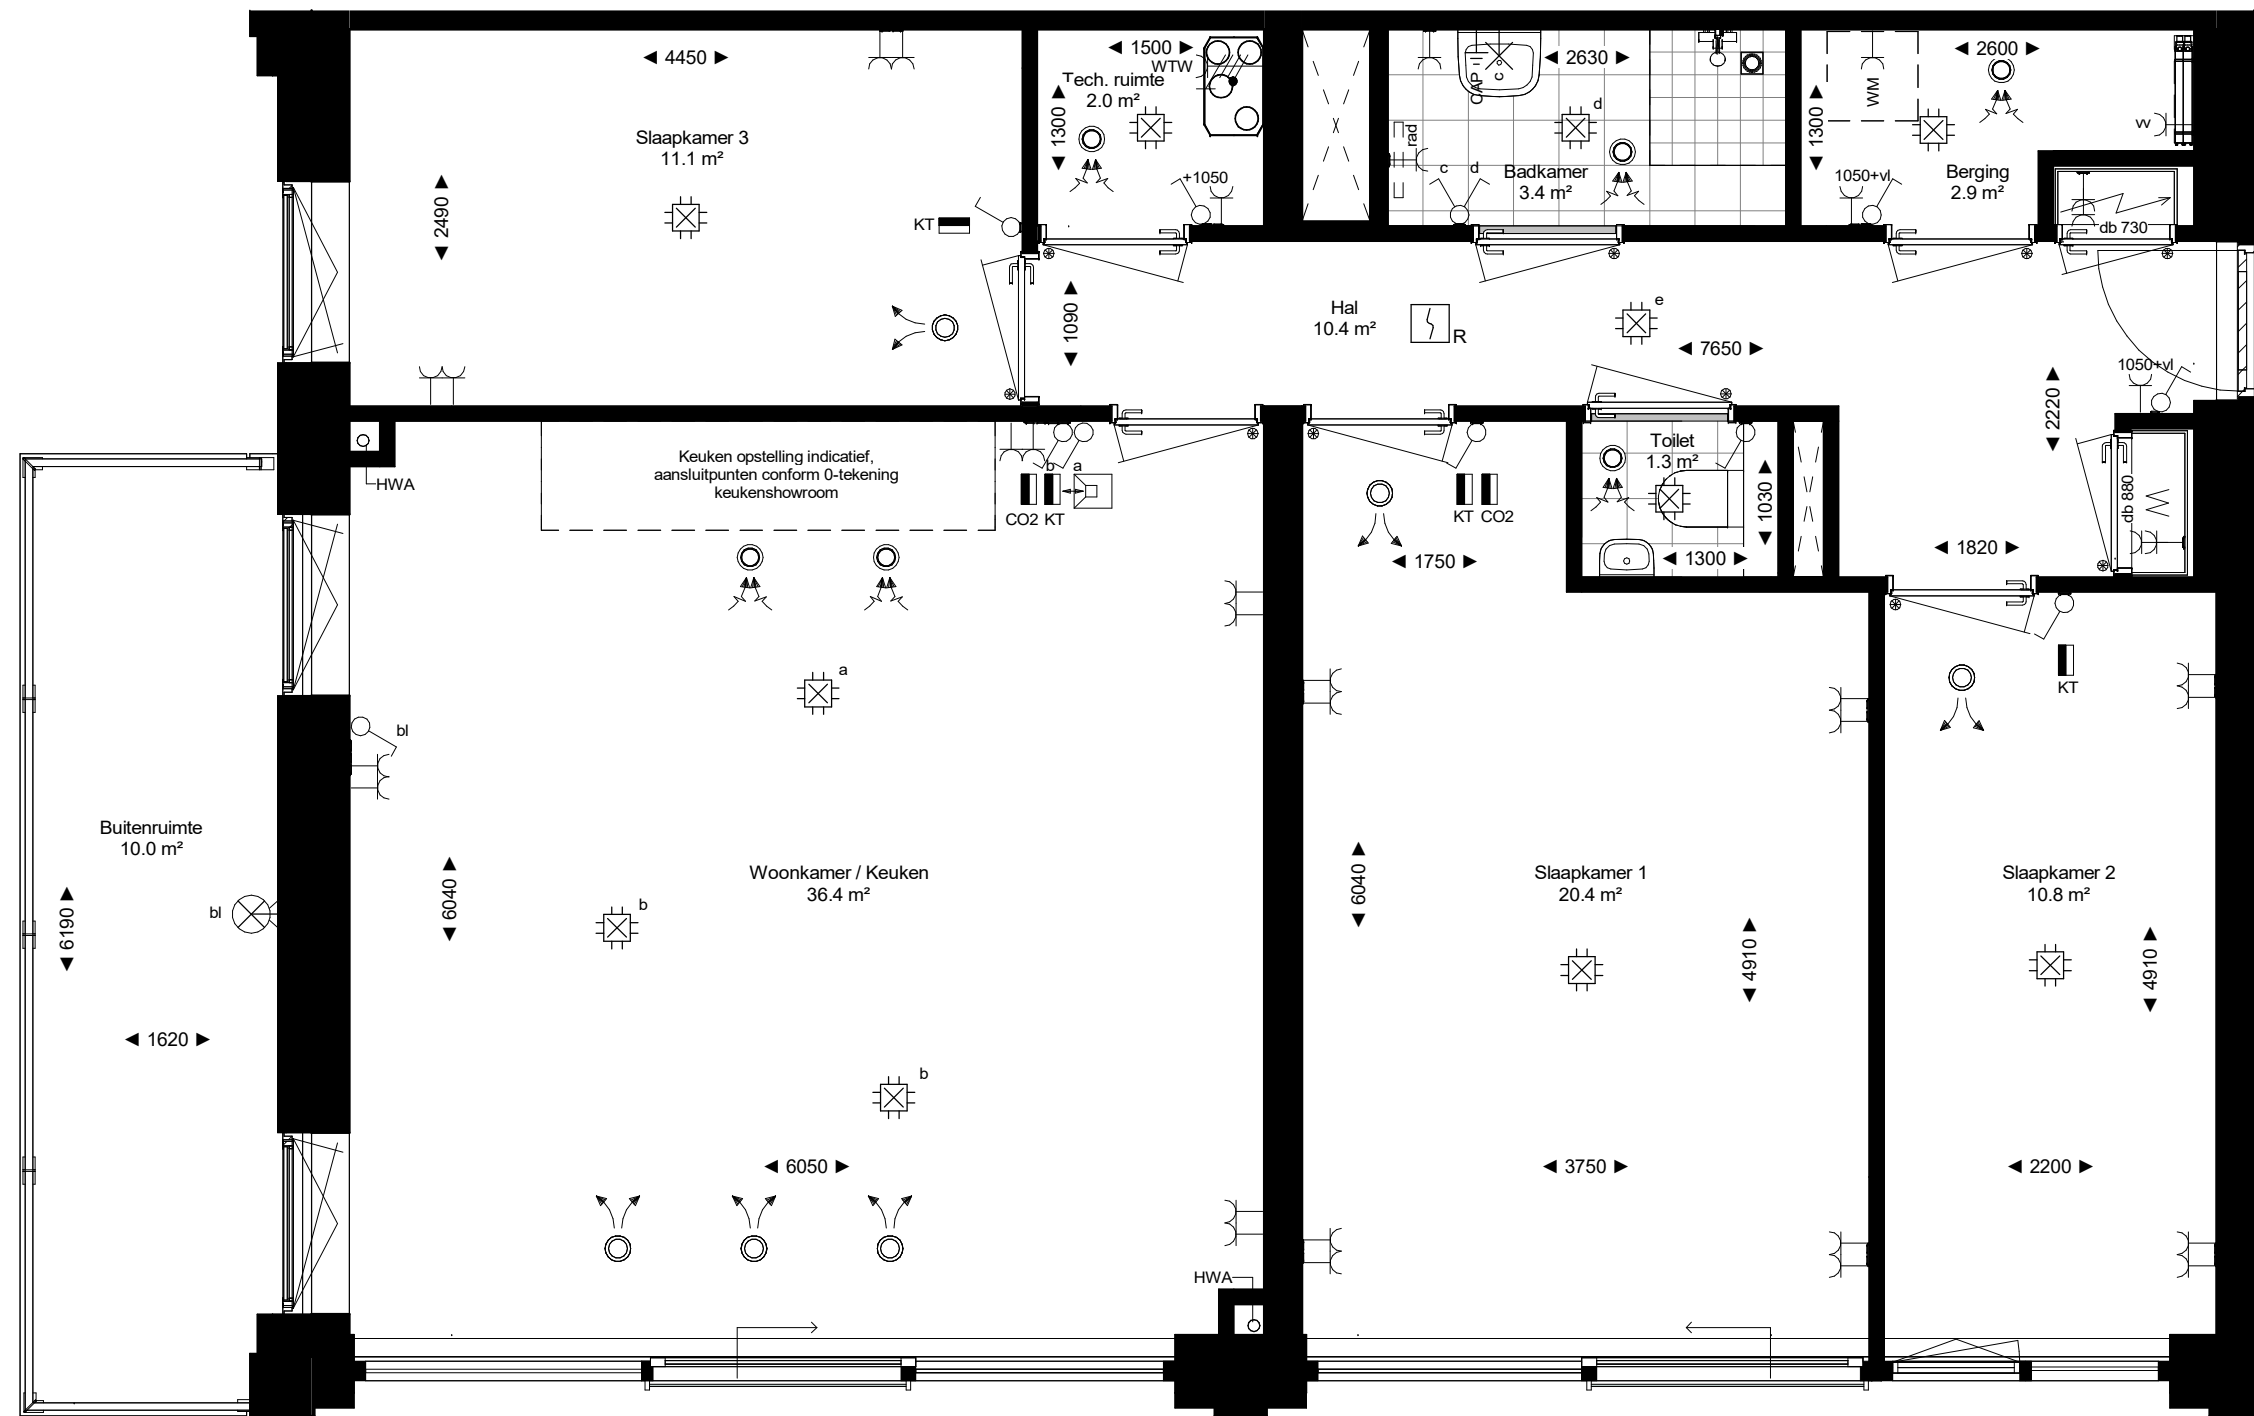 ◄ 4450 ►
◄ 1500 ►
WTW
Tech. ruimte
2.0 m²
◄ 1300 ►
+1050
Slaapkamer 3
11.1 m²
◄ 2490 ►
KT
CAP
c
◄ 2630 ►
d
rad
c
d
Badkamer
3.4 m²
WM
◄ 2600 ►
◄ 1300 ►
vv
1050+vl
Berging
2.9 m²
db 730
◄ 1090 ►
Hal
10.4 m²
R
e
◄ 7650 ►
1050+vl
◄ 2220 ►
db 880
◄ 1820 ►
HWA
Keuken opstelling indicatief,
aansluitpunten conform 0-tekening
keukenshowroom
b
a
CO2
KT
KT
CO2
◄ 1750 ►
Toilet
1.3 m²
◄ 1030 ►
◄ 1300 ►
a
bl
KT
Buitenruimte
10.0 m²
bl
◄ 6190 ►
◄ 1620 ►
Woonkamer / Keuken
36.4 m²
◄ 6040 ►
b
b
◄ 6050 ►
HWA
Slaapkamer 1
20.4 m²
◄ 6040 ►
◄ 4910 ►
◄ 3750 ►
Slaapkamer 2
10.8 m²
◄ 4910 ►
◄ 2200 ►